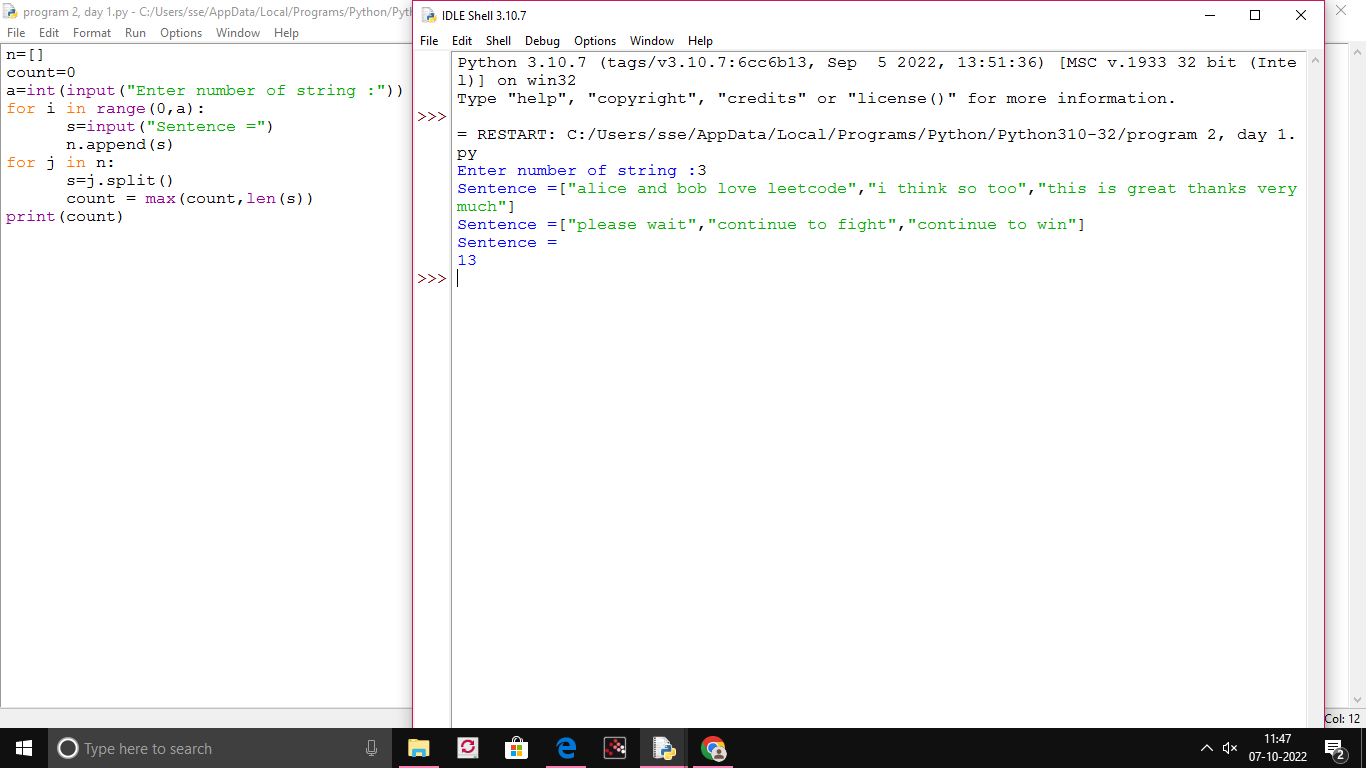 program 2, day 1.py - C:/Users/sse/AppData/Local/Programs/Python/Pyth
File Edit Format Run Options Window Help
n=[]
count=0
a=int(input("Enter number of string :"))
for i in range(0,a):
s=input("Sentence =")
n.append(s)
for j in n:
s=j.split()
count = max(count,len(s))
print(count)
IDLE Shell 3.10.7
File Edit Shell Debug Options Window Help
Python 3.10.7 (tags/v3.10.7:6cc6b13, Sep  5 2022, 13:51:36) [MSC v.1933 32 bit (Inte
l)] on win32
Type "help", "copyright", "credits" or "license()" for more information.
>>>
= RESTART: C:/Users/sse/AppData/Local/Programs/Python/Python310-32/program 2, day 1.
py
Enter number of string :3
Sentence =["alice and bob love leetcode","i think so too","this is great thanks very
much"]
Sentence =["please wait","continue to fight","continue to win"]
Sentence =
13
>>>
Col: 12
Type here to search
11:47
07-10-2022
2